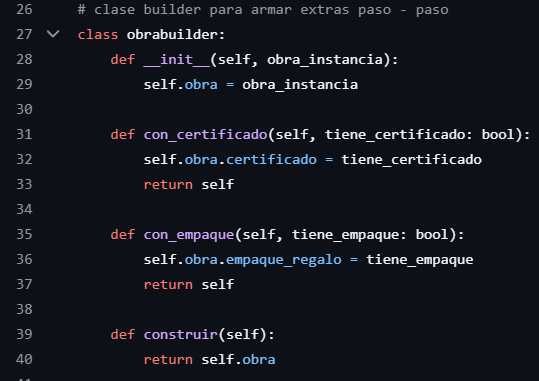 26 # clase builder para armar extras paso - paso
27 class obrabuilder:
28     def __init__(self, obra_instancia):
29         self.obra = obra_instancia
30
31     def con_certificado(self, tiene_certificado: bool):
32         self.obra.certificado = tiene_certificado
33         return self
34
35     def con_empaque(self, tiene_empaque: bool):
36         self.obra.empaque_regalo = tiene_empaque
37         return self
38
39     def construir(self):
40         return self.obra